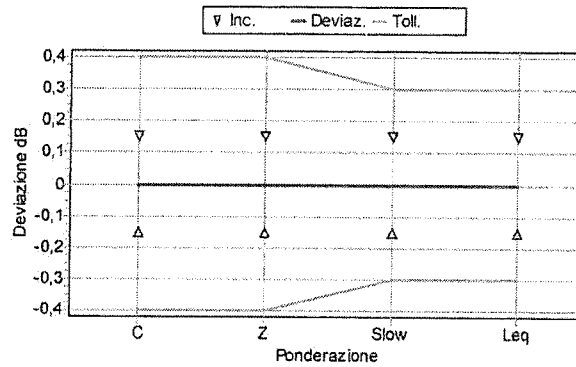 Inc. Deviaz. Toll.
Deviazione dB
0,4
0,3
0,2
0,1
0
-0,1
-0,2
-0,3
-0,4
C Z Slow Leq
Ponderazione